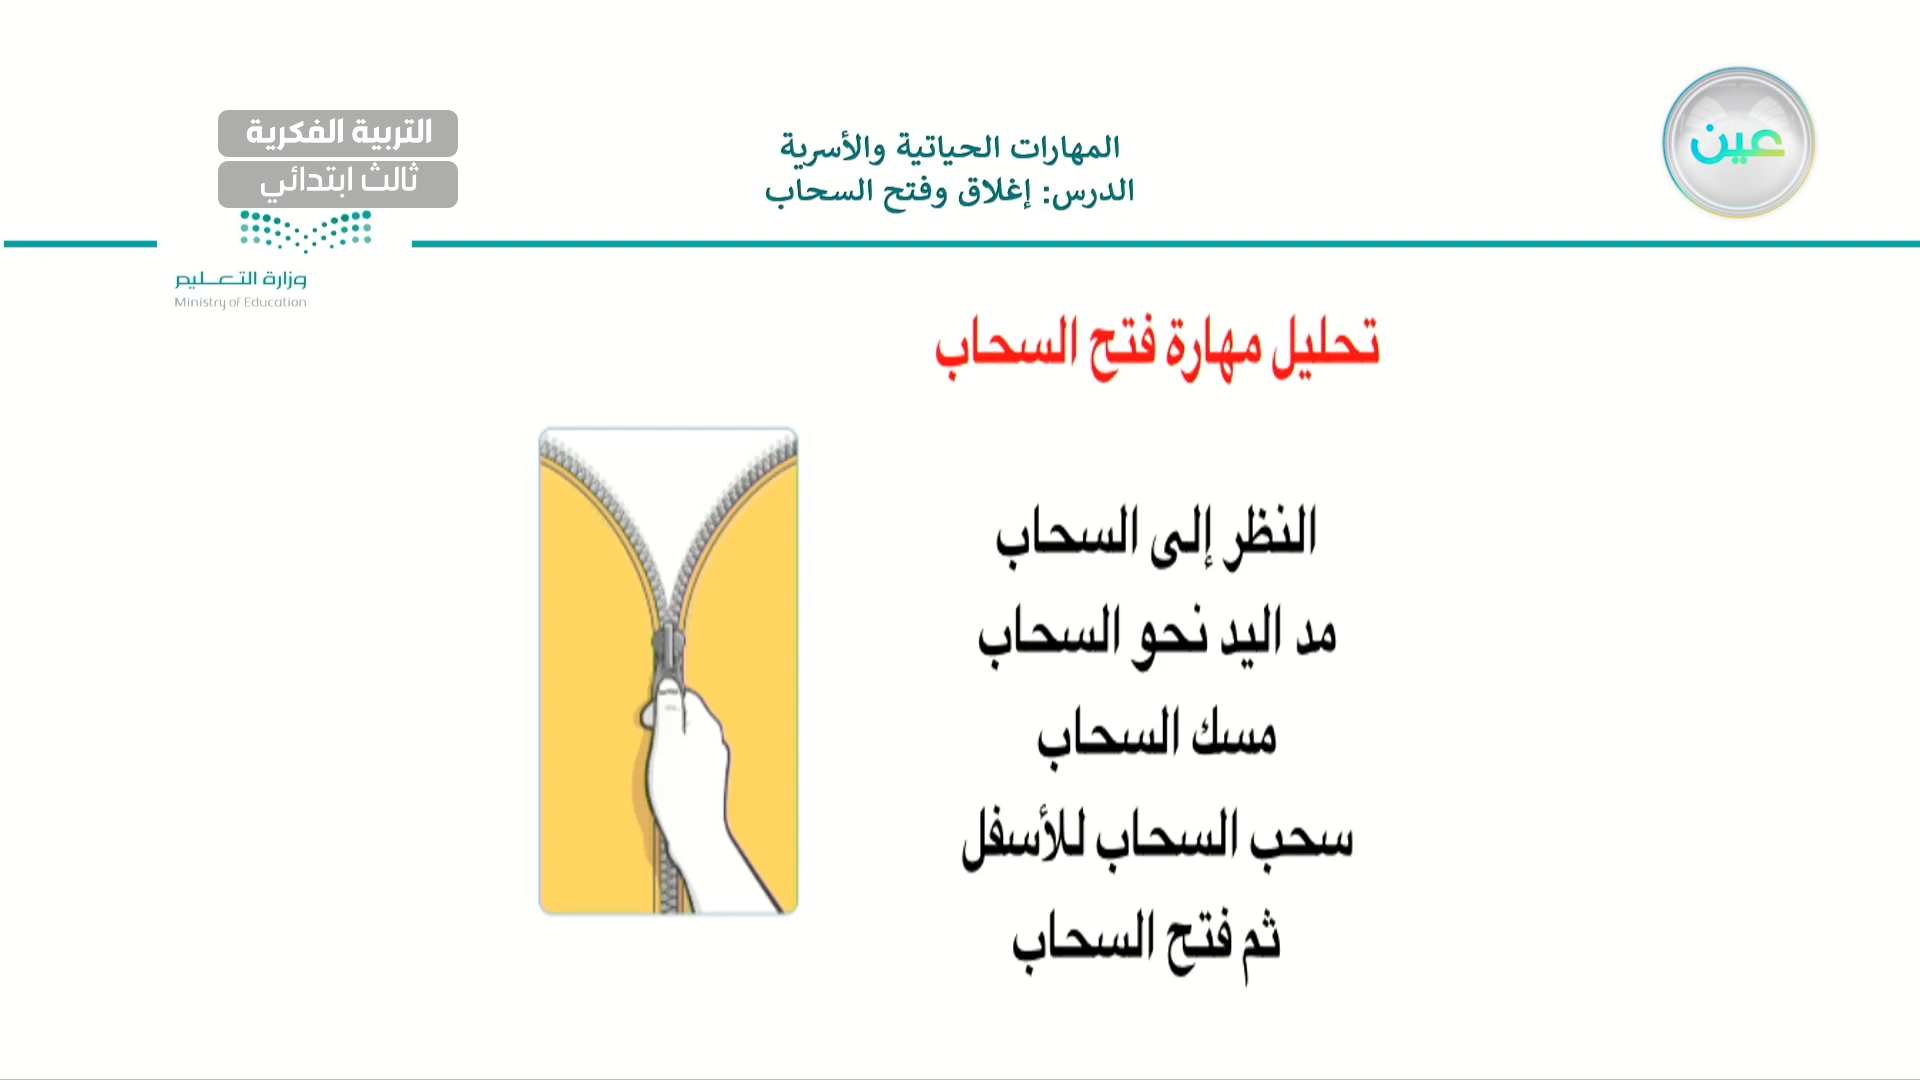 عين
المهارات الحياتية والأسرية
الدرس: إغلاق وفتح السحاب
التربية الفكرية
ثالث ابتدائي
وزارة التعليم
Ministry of Education
تحليل مهارة فتح السحاب
النظر إلى السحاب
مد اليد نحو السحاب
مسك السحاب
سحب السحاب للأسفل
ثم فتح السحاب